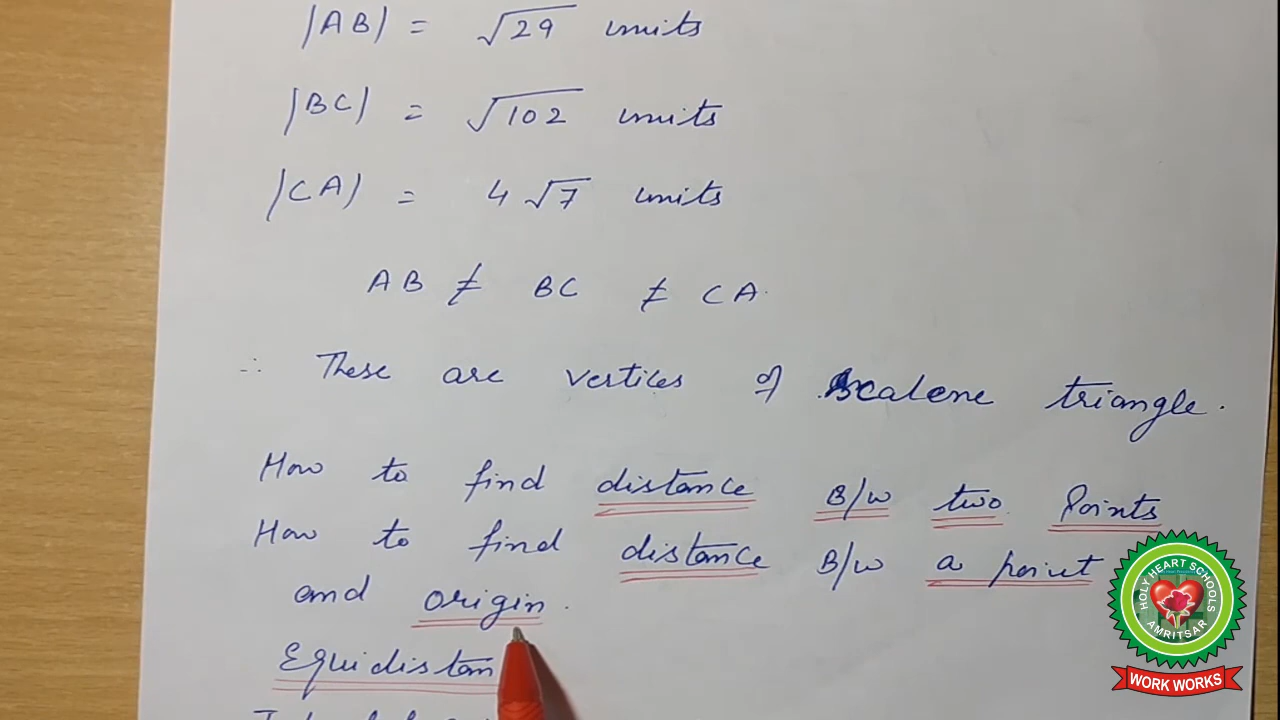 |AB| = √29 units
|BC| = √102 units
|CA| = 4√7 units
AB ≠ BC ≠ CA.
∴ These are vertices of Scalene triangle.
How to find distance B/w two Points
How to find distance B/w a point
and origin.
Equidistan
HOLY HEART SCHOOLS
AMRITSAR
WORK WORKS